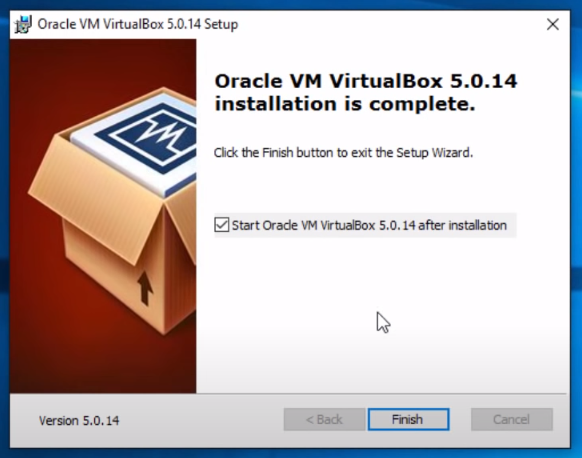 Oracle VM VirtualBox 5.0.14 Setup
Oracle VM VirtualBox 5.0.14
installation is complete.
Click the Finish button to exit the Setup Wizard.
Start Oracle VM VirtualBox 5.0.14 after installation
Version 5.0.14
< Back
Finish
Cancel